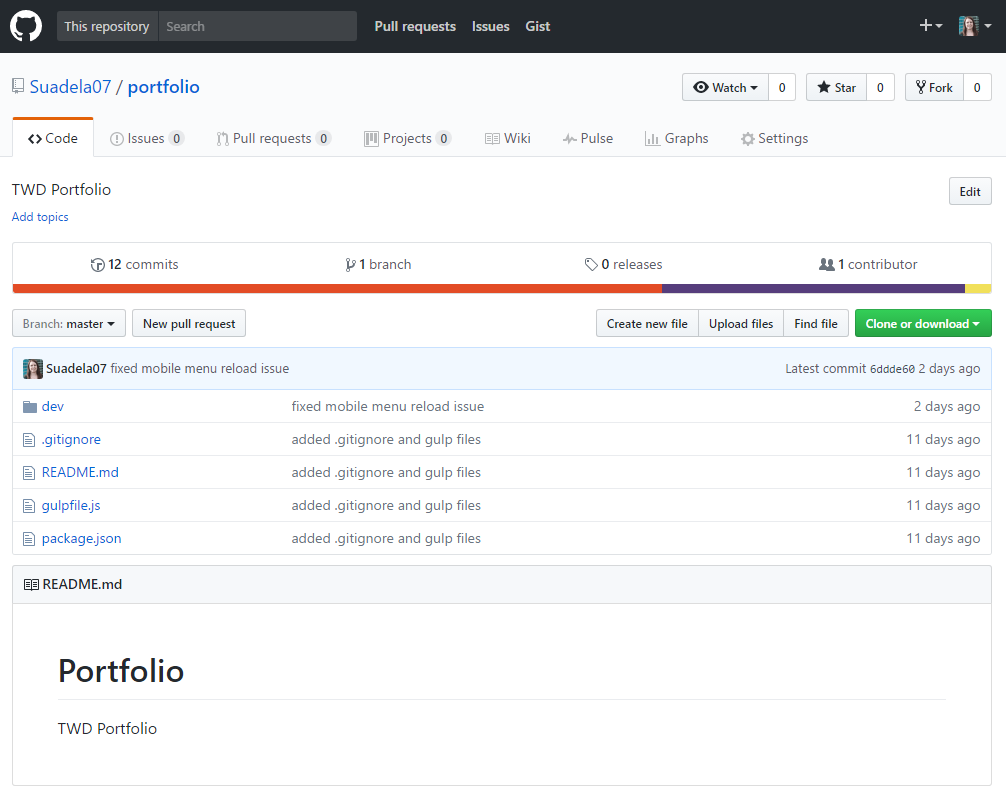 This repository Search Pull requests Issues Gist
Suadela07 / portfolio Watch 0 Star 0 Fork 0
Code Issues 0 Pull requests 0 Projects 0 Wiki Pulse Graphs Settings
TWD Portfolio Edit
Add topics
12 commits 1 branch 0 releases 1 contributor
Branch: master New pull request Create new file Upload files Find file Clone or download
Suadela07 fixed mobile menu reload issue Latest commit 6ddde60 2 days ago
dev fixed mobile menu reload issue 2 days ago
.gitignore added .gitignore and gulp files 11 days ago
README.md added .gitignore and gulp files 11 days ago
gulpfile.js added .gitignore and gulp files 11 days ago
package.json added .gitignore and gulp files 11 days ago
README.md
Portfolio
TWD Portfolio